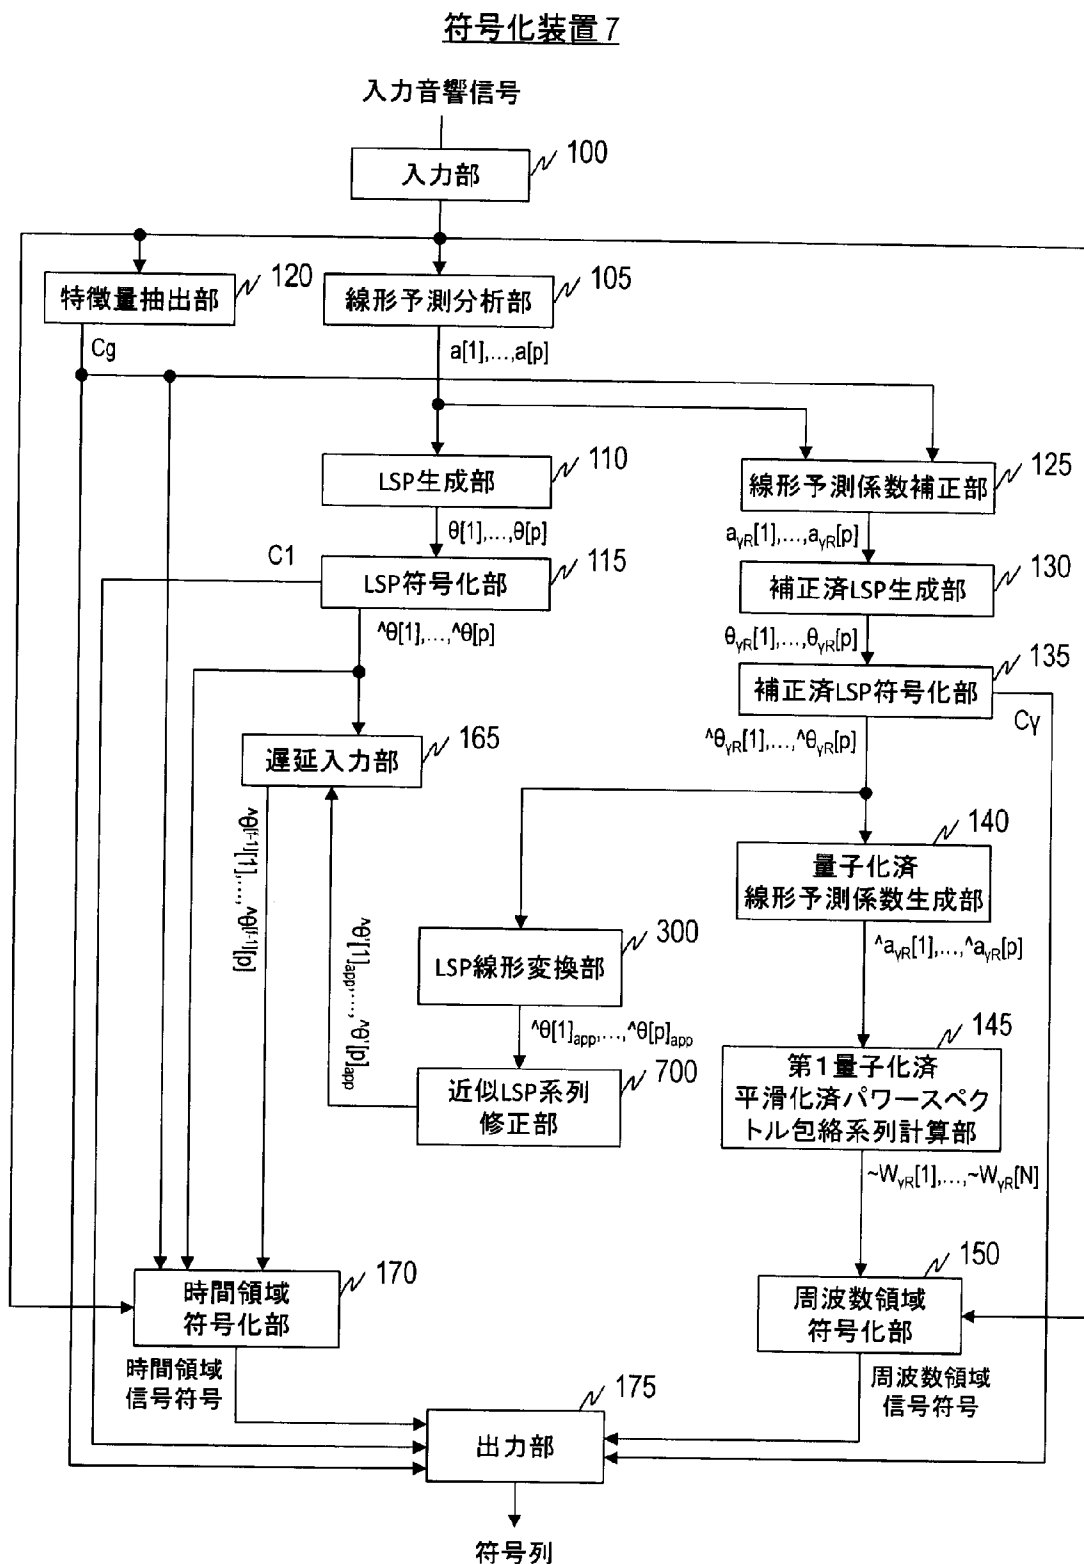 符号化装置7
入力音響信号
入力部
100
特徴量抽出部
120
線形予測分析部
105
Cg
a[1],…,a[p]
LSP生成部
110
線形予測係数補正部
125
θ[1],…,θ[p]
a_γR[1],…,a_γR[p]
C1
LSP符号化部
115
補正済LSP生成部
130
^θ[1],…,^θ[p]
θ_γR[1],…,θ_γR[p]
補正済LSP符号化部
135
Cγ
遅延入力部
165
^θ_γR[1],…,^θ_γR[p]
^θ[f-1][1],…,^θ[f-1][p]
^θ'[1]app,…,^θ'[p]app
量子化済
線形予測係数生成部
140
LSP線形変換部
300
^a_γR[1],…,^a_γR[p]
^θ[1]app,…,^θ[p]app
近似LSP系列
修正部
700
第1量子化済
平滑化済パワースペク
トル包絡系列計算部
145
~W_γR[1],…,~W_γR[N]
時間領域
符号化部
170
周波数領域
符号化部
150
時間領域
信号符号
周波数領域
信号符号
出力部
175
符号列